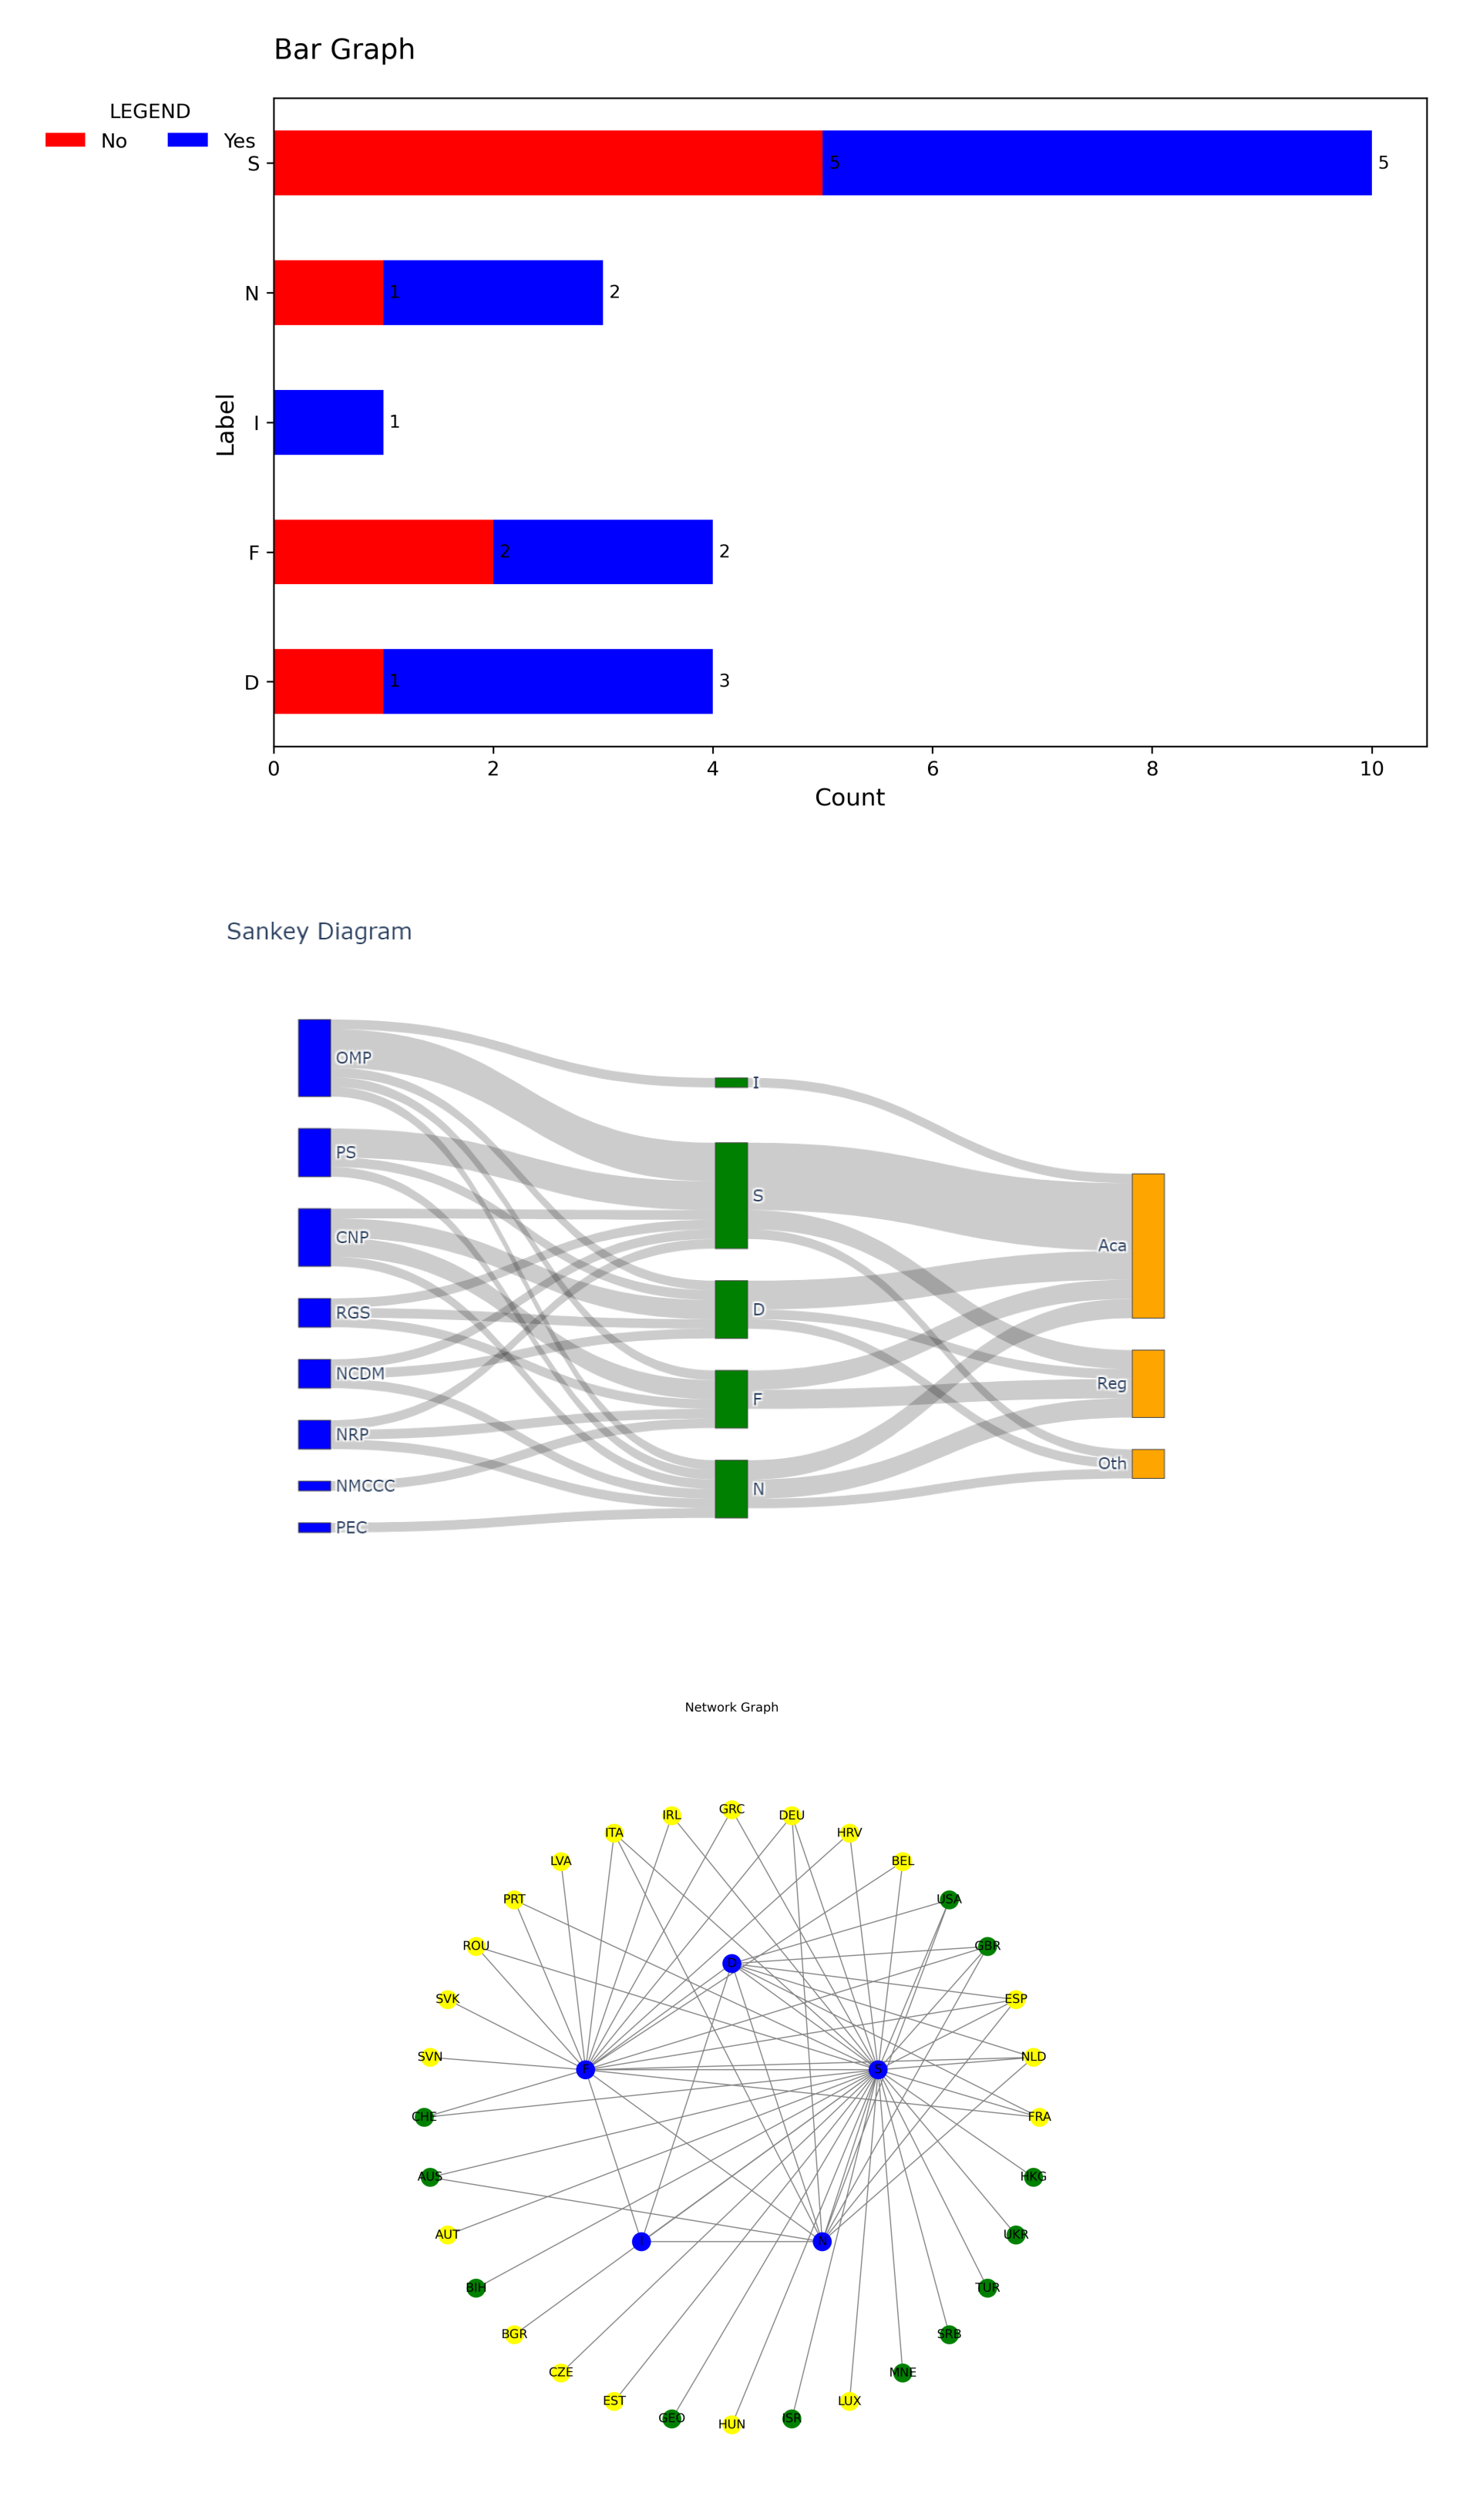 Bar Graph
LEGEND
No Yes
S 5 5
N 1 2
I 1
F 2 2
D 1 3
Label
0 2 4 6 8 10
Count
Sankey Diagram
OMP
PS
CNP
RGS
NCDM
NRP
NMCCC
PEC
I
S
D
F
N
Aca
Reg
Oth
Network Graph
GRC
IRL DEU
ITA HRV
LVA BEL
PRT USA
ROU GBR
D
SVK ESP
SVN NLD
F S
CHE FRA
AUS HKG
AUT UKR
I N
BIH TUR
BGR SRB
CZE MNE
EST LUX
GEO ISR
HUN